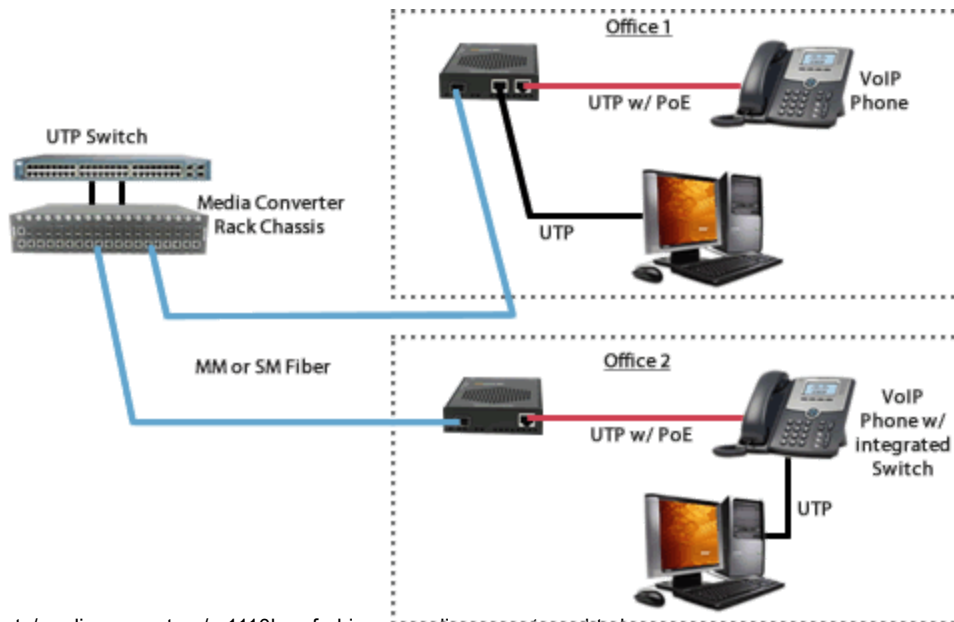 Office 1
VoIP
Phone
UTP w/ PoE
UTP Switch
Media Converter
Rack Chassis
UTP
MM or SM Fiber
Office 2
VoIP
Phone w/
integrated
Switch
UTP w/ PoE
UTP